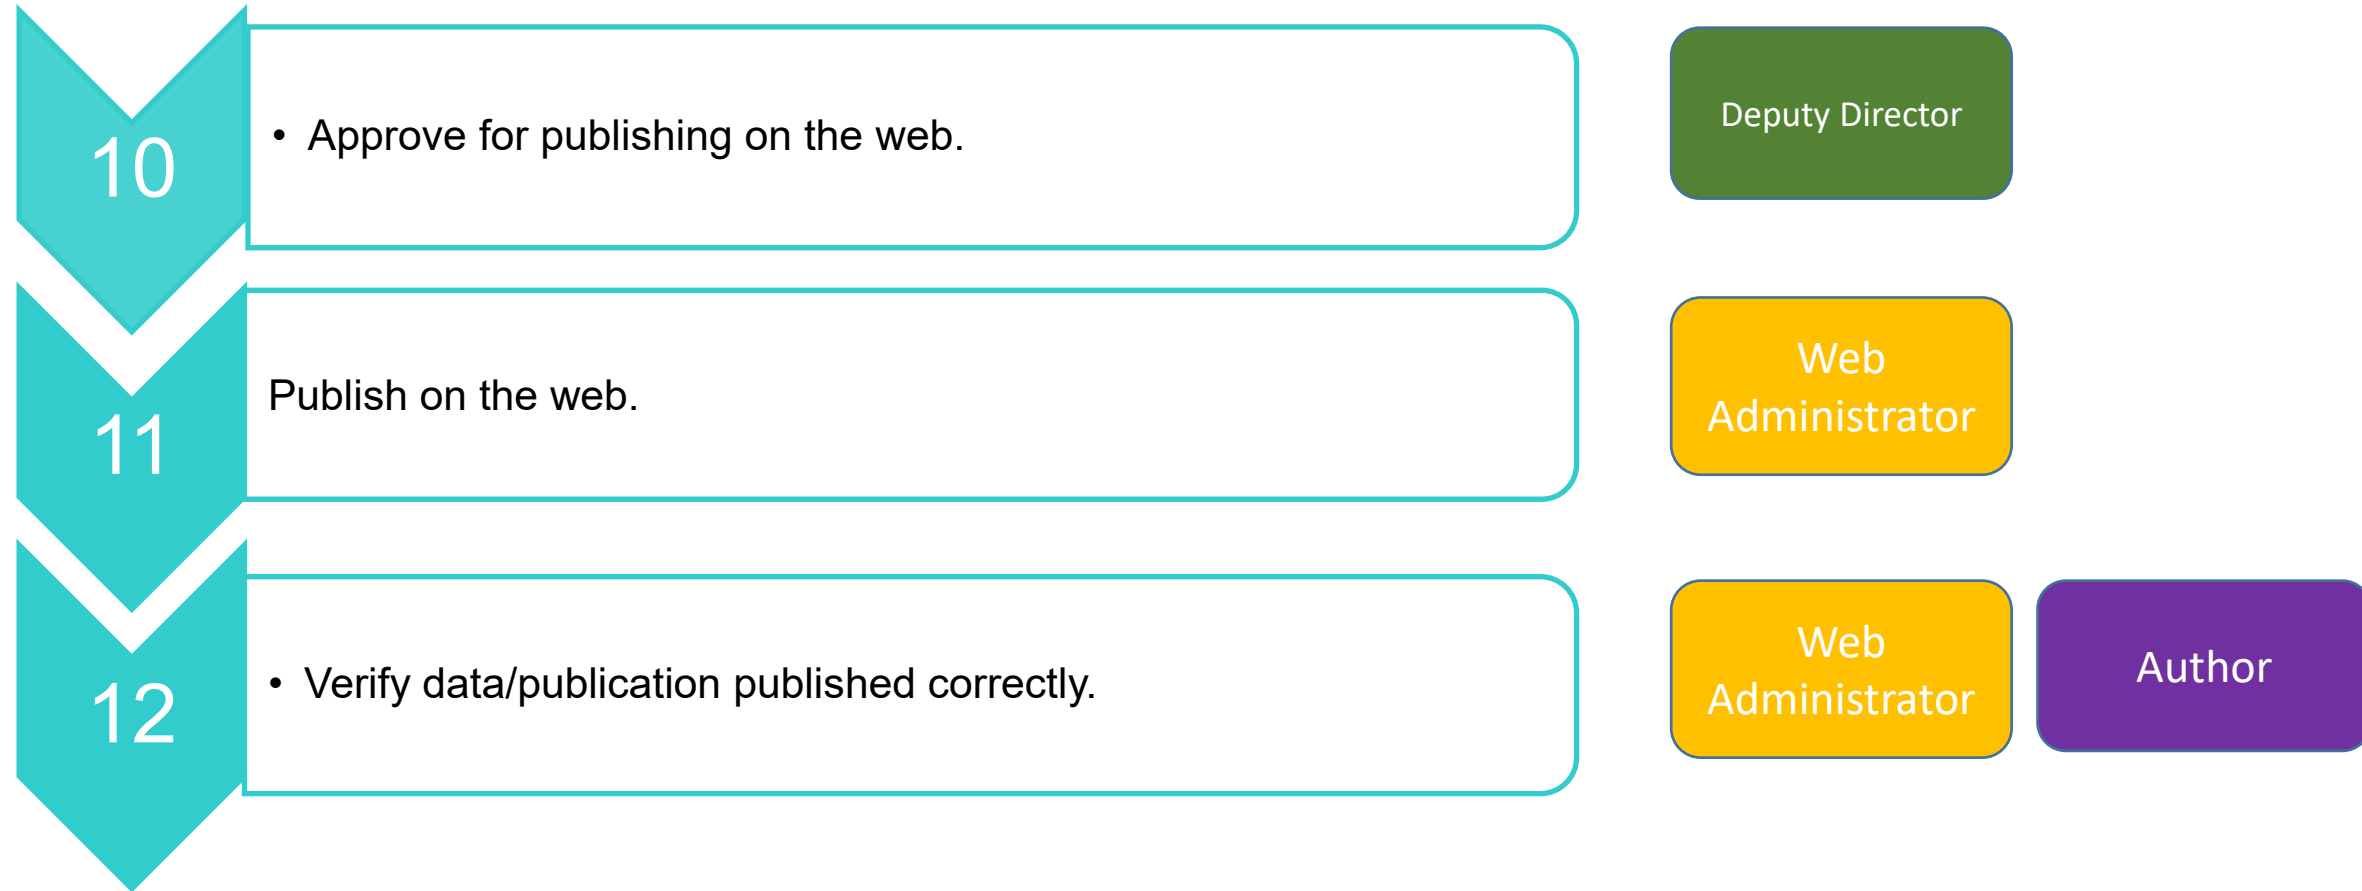 10
• Approve for publishing on the web.
Deputy Director
11
Publish on the web.
Web
Administrator
12
• Verify data/publication published correctly.
Web
Administrator
Author